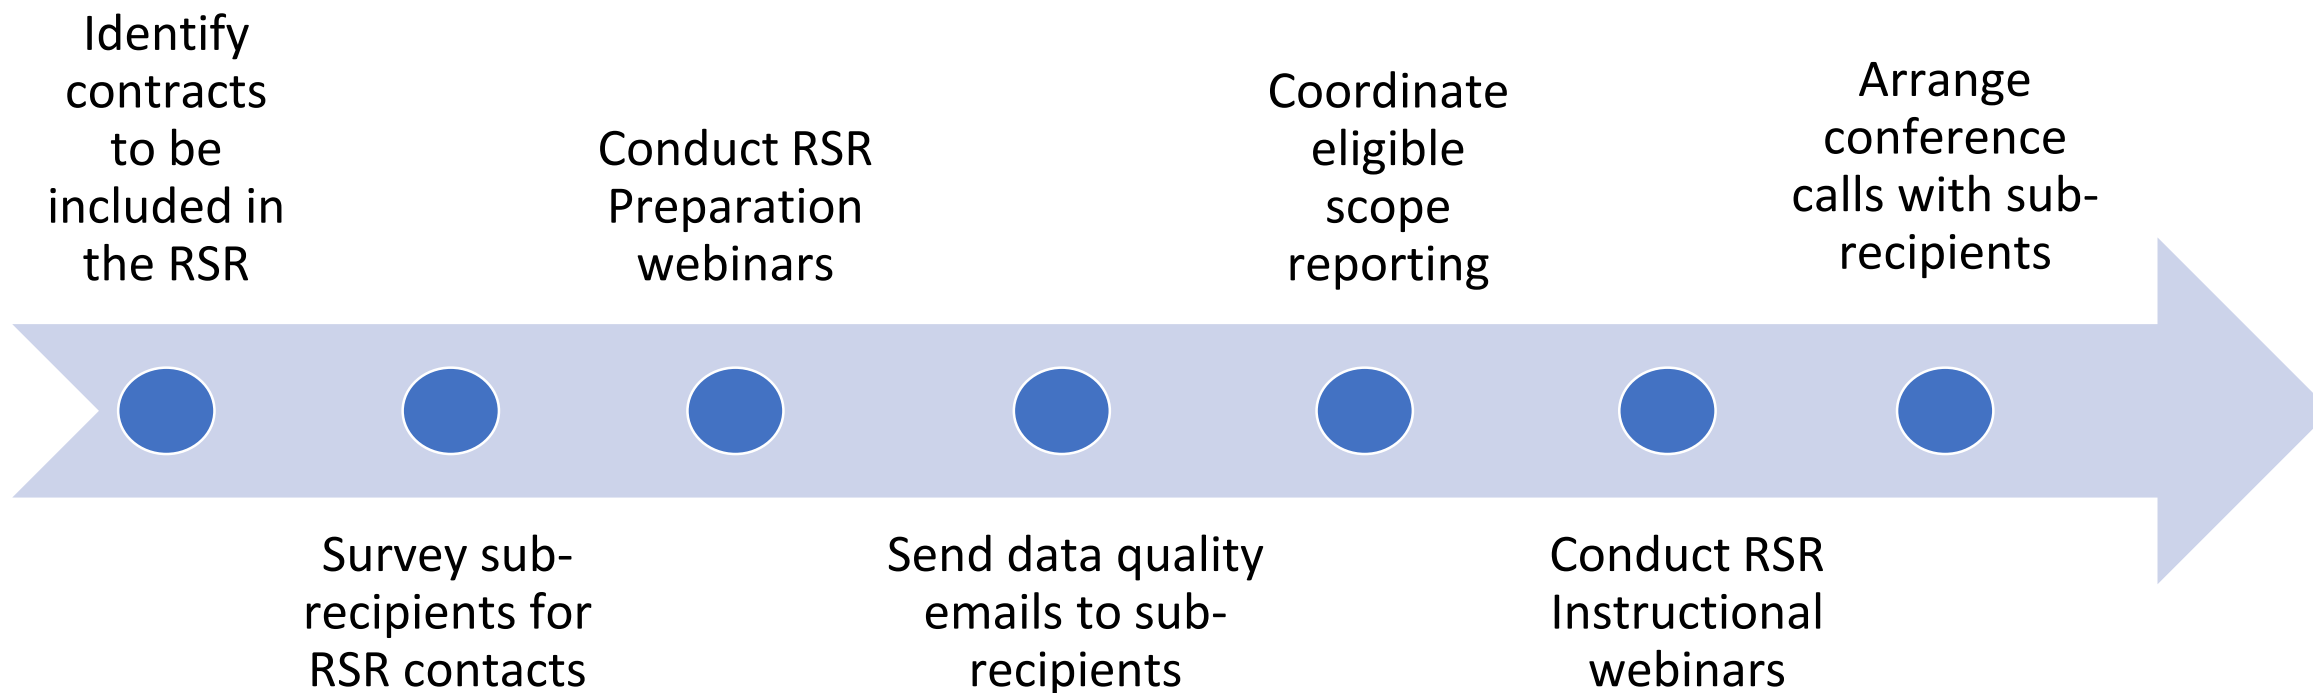 Identify
contracts
to be
included in
the RSR
Survey sub-
recipients for
RSR contacts
Conduct RSR
Preparation
webinars
Send data quality
emails to sub-
recipients
Coordinate
eligible
scope
reporting
Conduct RSR
Instructional
webinars
Arrange
conference
calls with sub-
recipients